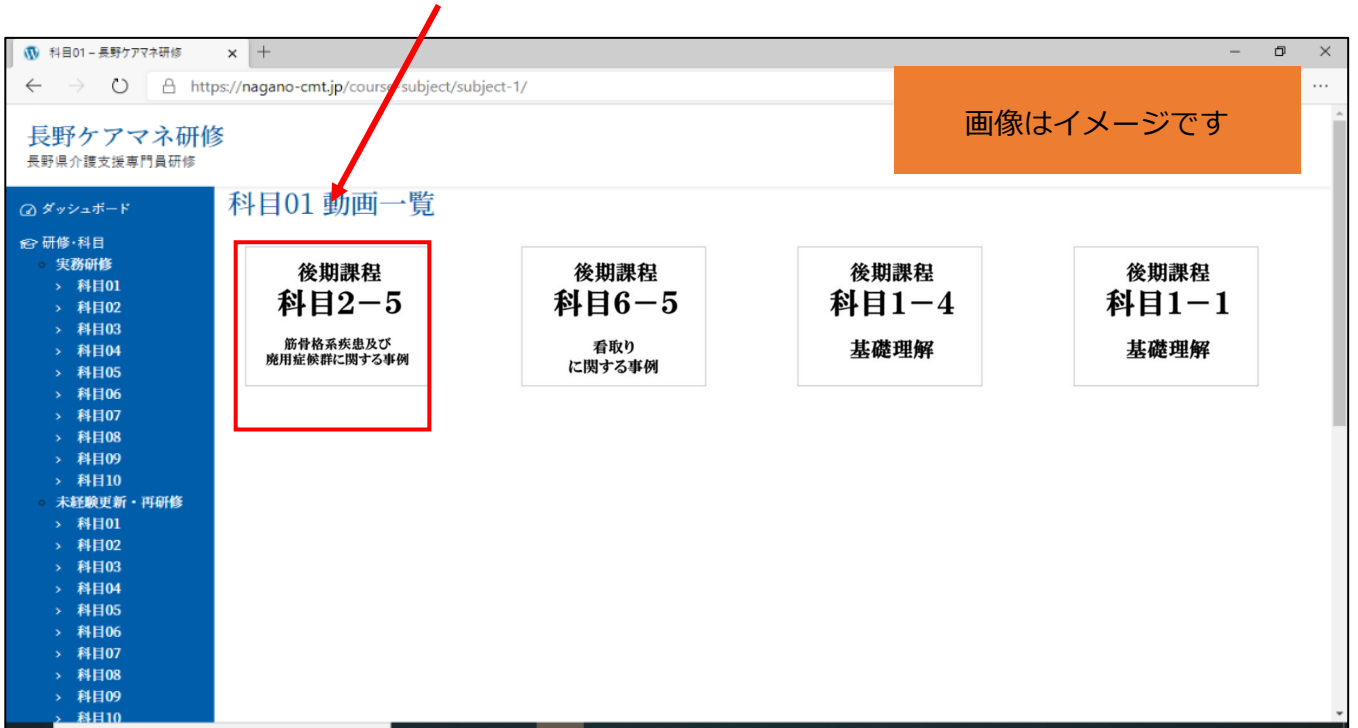 科目01 – 長野ケアマネ研修
https://nagano-cmt.jp/course-subject/subject-1/
画像はイメージです
長野ケアマネ研修
長野県介護支援専門員研修
ダッシュボード
研修・科目
実務研修
科目01
科目02
科目03
科目04
科目05
科目06
科目07
科目08
科目09
科目10
未経験更新・再研修
科目01
科目02
科目03
科目04
科目05
科目06
科目07
科目08
科目09
科目10
科目01 動画一覧
後期課程
科目2－5
筋骨格系疾患及び
廃用症候群に関する事例
後期課程
科目6－5
看取り
に関する事例
後期課程
科目1－4
基礎理解
後期課程
科目1－1
基礎理解